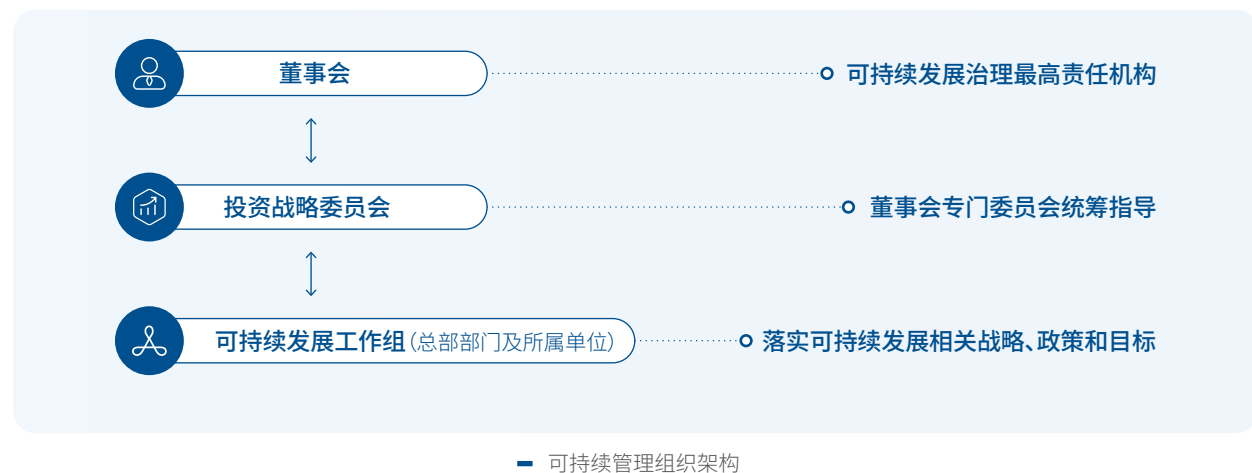 董事会
可持续发展治理最高责任机构
投资战略委员会
董事会专门委员会统筹指导
可持续发展工作组(总部部门及所属单位)
落实可持续发展相关战略、政策和目标
可持续管理组织架构